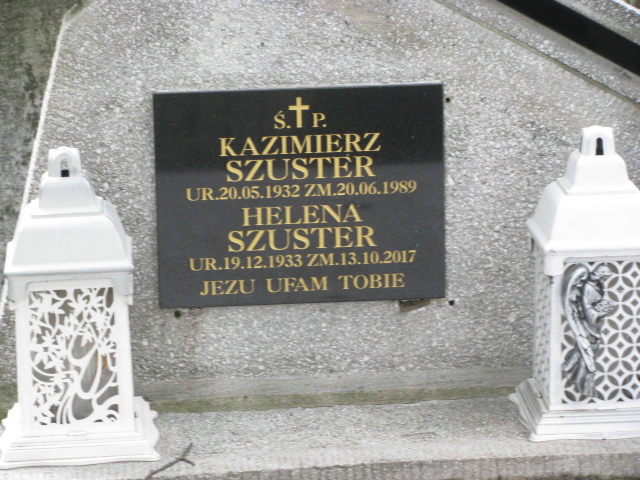 Ś. P.
KAZIMIERZ
SZUSTER
UR.20.05.1932 ZM.20.06.1989
HELENA
SZUSTER
UR.19.12.1933 ZM.13.10.2017
JEZU UFAM TOBIE